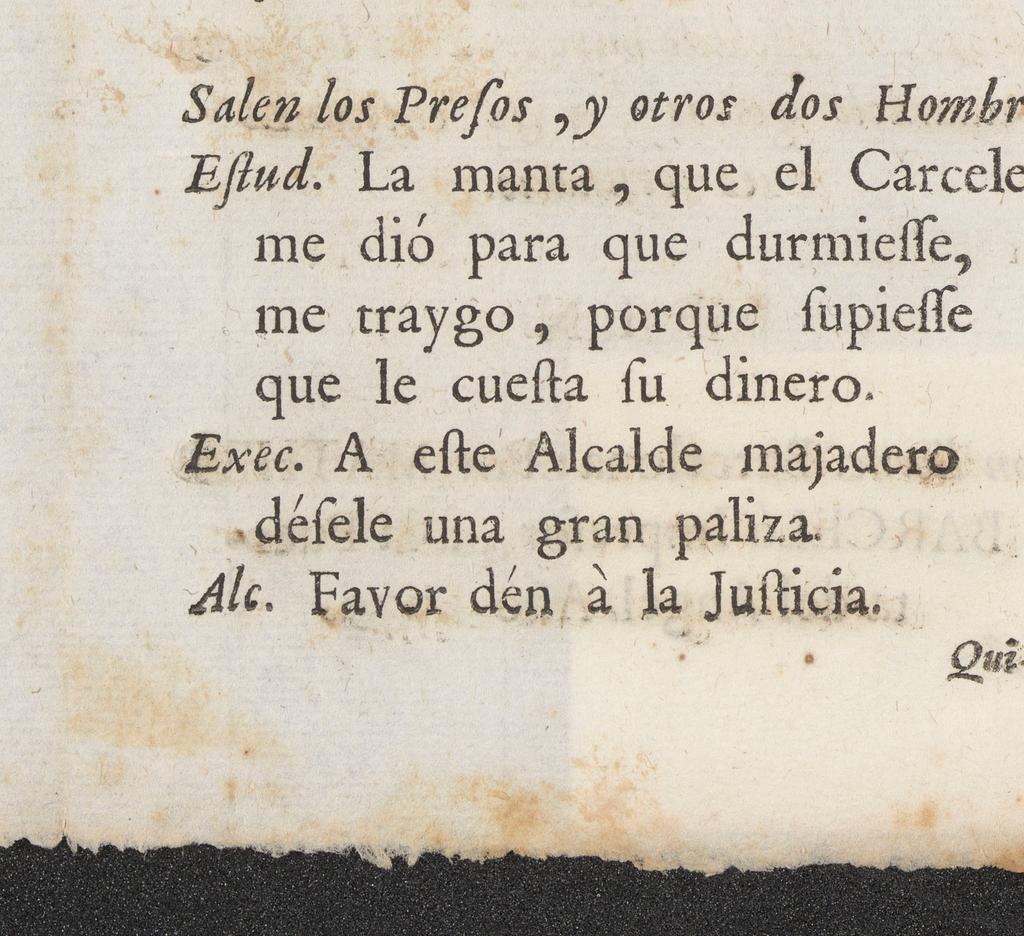 Salen los Preſos, y otros dos Hombr
Eſtud. La manta, que el Carcele
me dió para que durmieſſe,
me traygo, porque ſupieſſe
que le cueſta ſu dinero.
Exec. A eſte Alcalde majadero
déſele una gran paliza.
Alc. Favor dén à la Juſticia.
Qui-